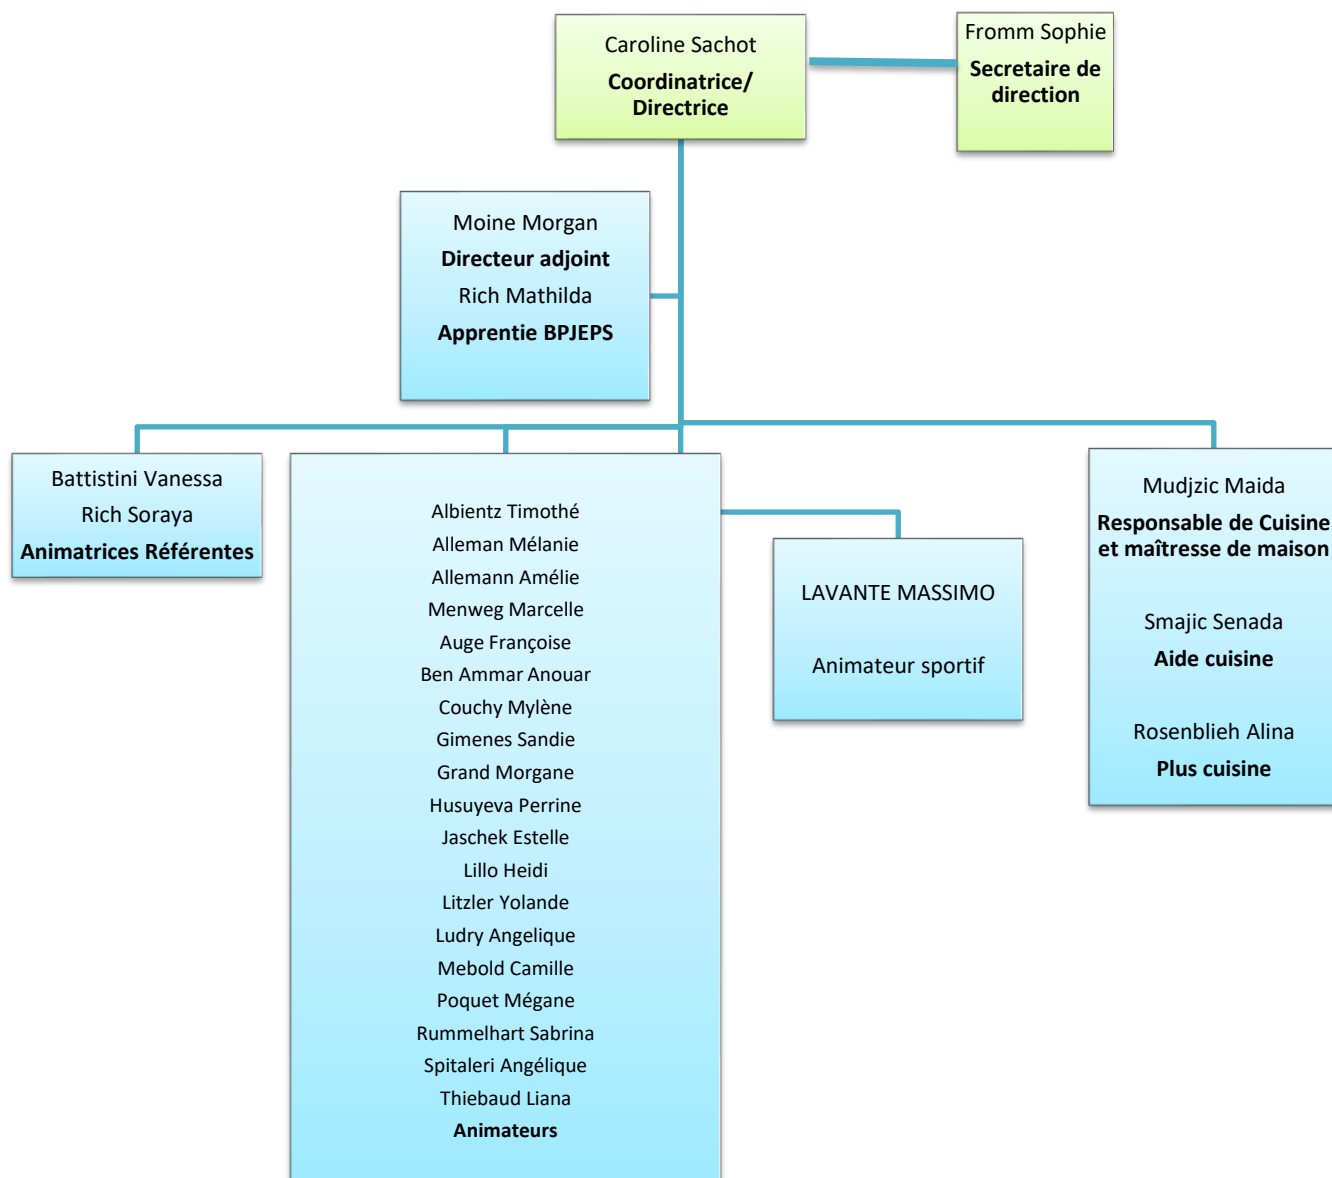 Caroline Sachot
Coordinatrice/
Directrice
Fromm Sophie
Secretaire de
direction
Moine Morgan
Directeur adjoint
Rich Mathilda
Apprentie BPJEPS
Battistini Vanessa
Rich Soraya
Animatrices Référentes
Albientz Timothé
Alleman Mélanie
Allemann Amélie
Menweg Marcelle
Auge Françoise
Ben Ammar Anouar
Couchy Mylène
Gimenes Sandie
Grand Morgane
Husuyeva Perrine
Jaschek Estelle
Lillo Heidi
Litzler Yolande
Ludry Angelique
Mebold Camille
Poquet Mégane
Rummelhart Sabrina
Spitaleri Angélique
Thiebaud Liana
Animateurs
LAVANTE MASSIMO
Animateur sportif
Mudjzic Maida
Responsable de Cuisine
et maîtresse de maison
Smajic Senada
Aide cuisine
Rosenblieh Alina
Plus cuisine